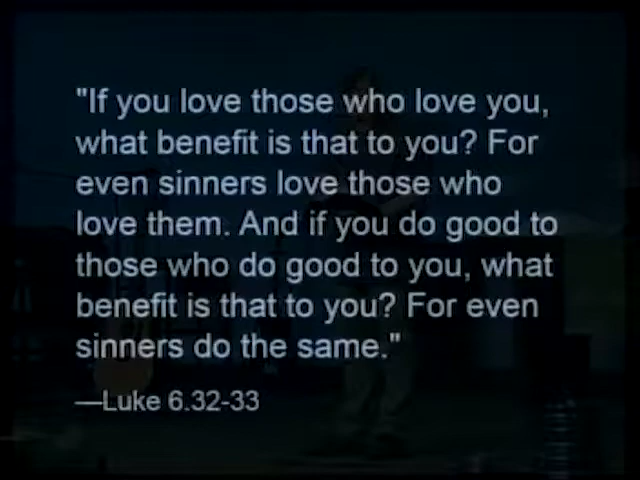 "If you love those who love you,
what benefit is that to you? For
even sinners love those who
love them. And if you do good to
those who do good to you, what
benefit is that to you? For even
sinners do the same."
—Luke 6.32-33